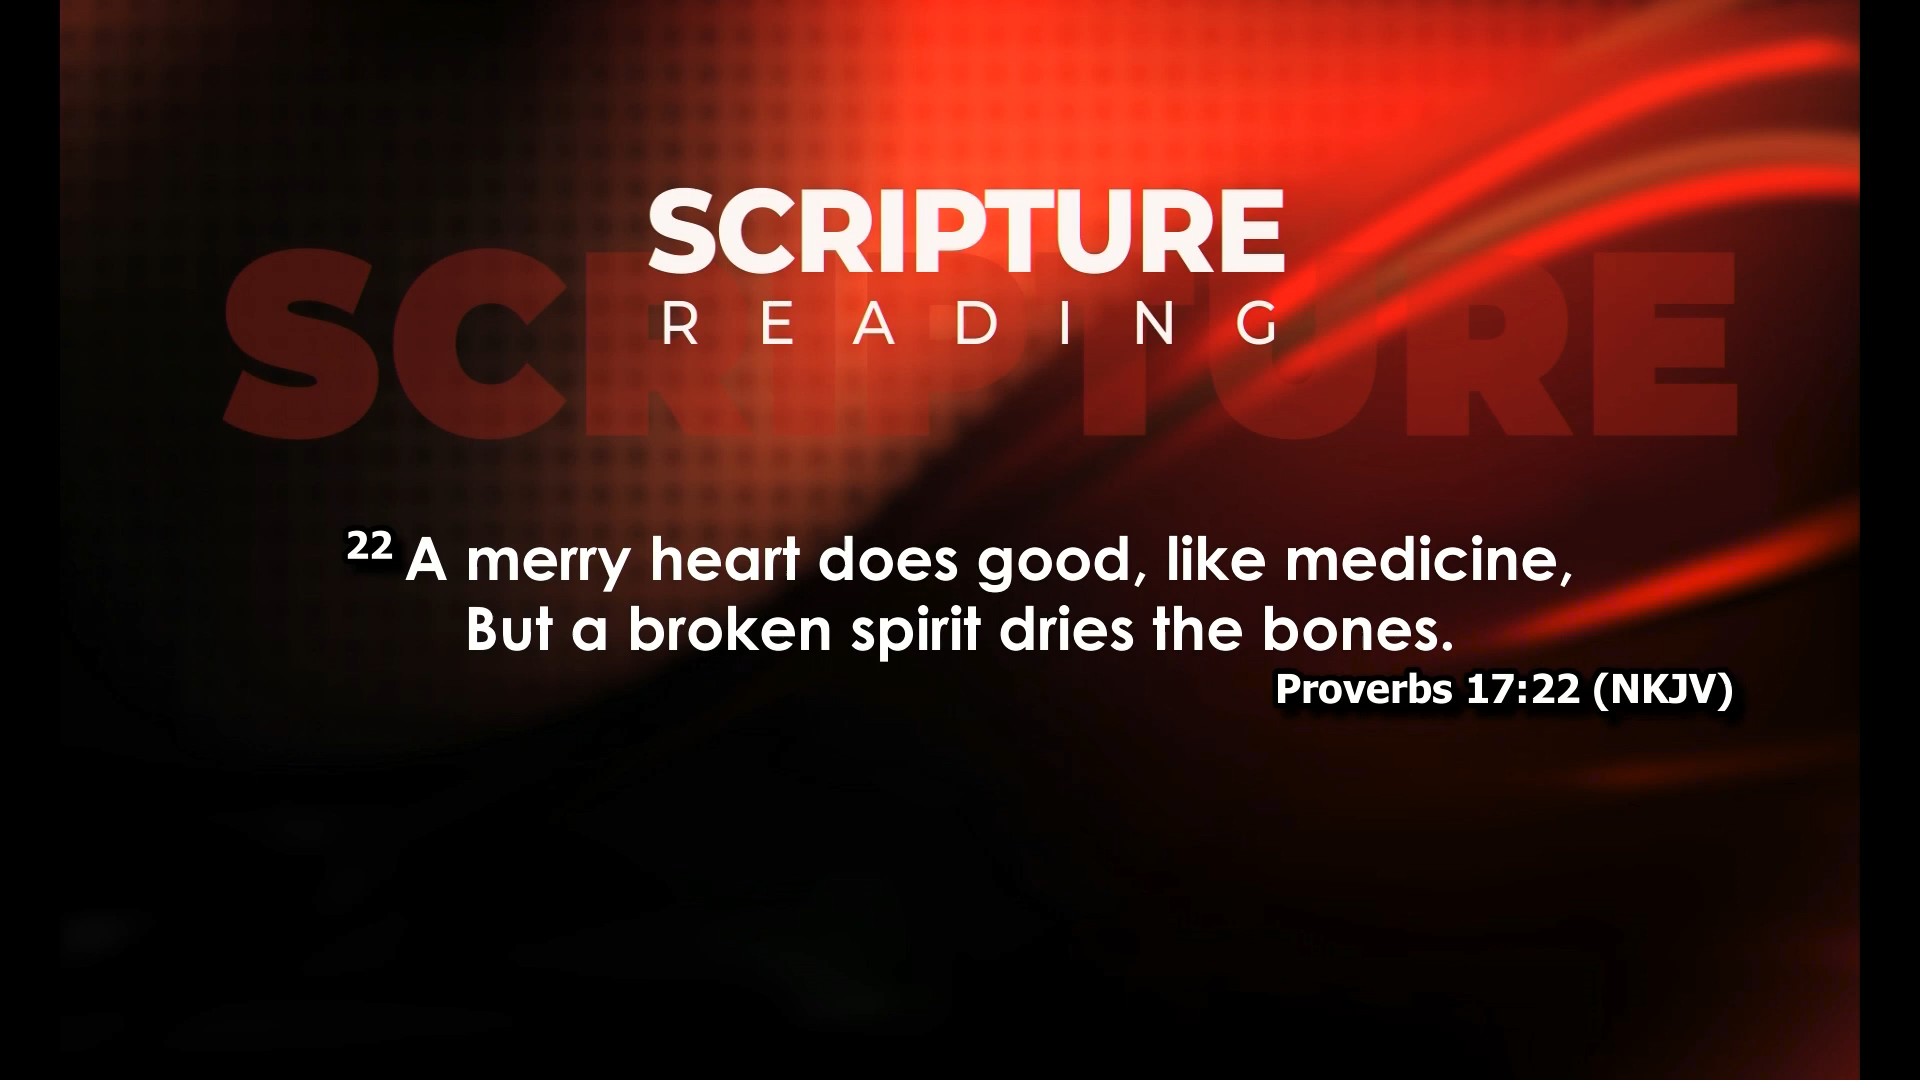 SCRIPTURE
SCRIPTURE
READING
22 A merry heart does good, like medicine,
But a broken spirit dries the bones.
Proverbs 17:22 (NKJV)